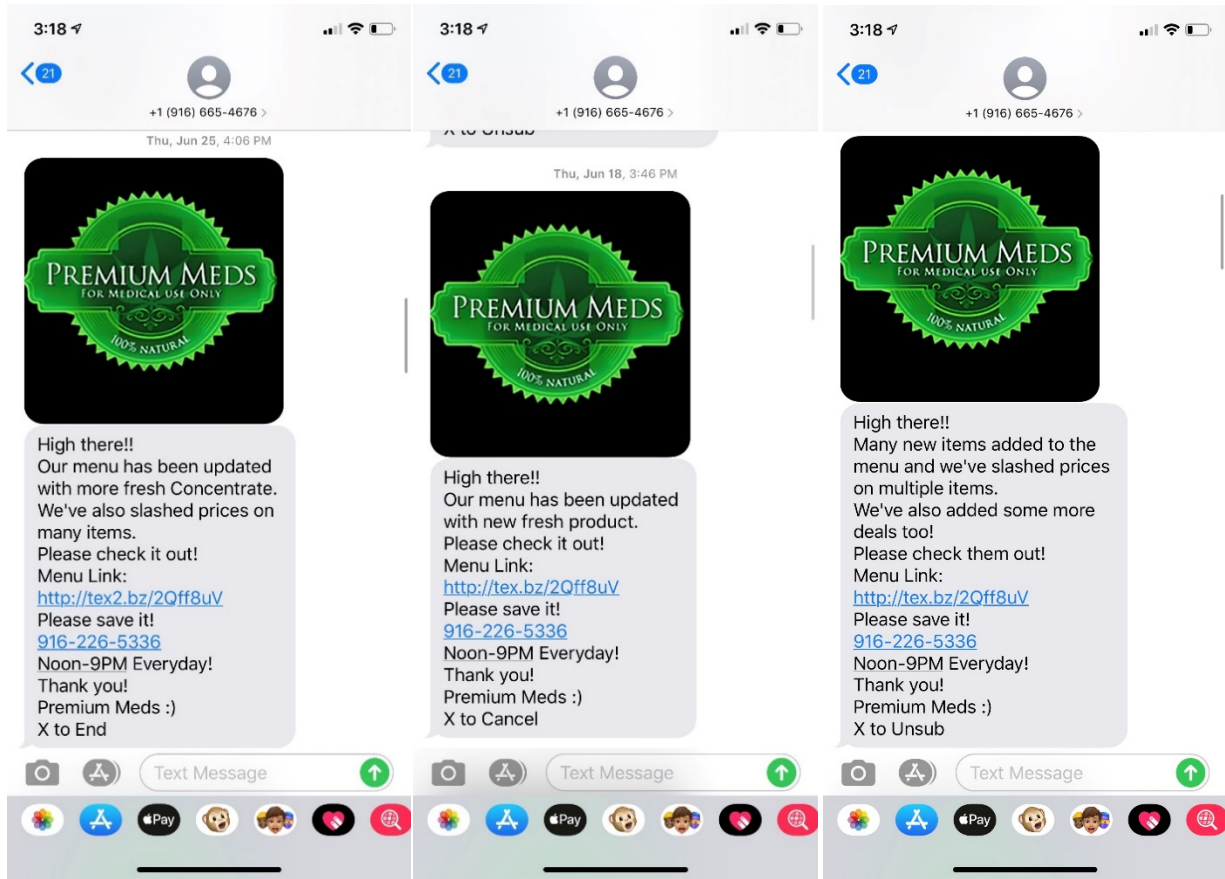 3:18
21
+1 (916) 665-4676 >
Thu, Jun 25, 4:06 PM
PREMIUM MEDS
FOR MEDICAL USE ONLY
100% NATURAL
High there!!
Our menu has been updated
with more fresh Concentrate.
We've also slashed prices on
many items.
Please check it out!
Menu Link:
http://tex2.bz/2Qff8uV
Please save it!
916-226-5336
Noon-9PM Everyday!
Thank you!
Premium Meds :)
X to End
Text Message
Pay
3:18
21
+1 (916) 665-4676 >
X to Unsub
Thu, Jun 18, 3:46 PM
PREMIUM MEDS
FOR MEDICAL USE ONLY
100% NATURAL
High there!!
Our menu has been updated
with new fresh product.
Please check it out!
Menu Link:
http://tex.bz/2Qff8uV
Please save it!
916-226-5336
Noon-9PM Everyday!
Thank you!
Premium Meds :)
X to Cancel
Text Message
Pay
3:18
21
+1 (916) 665-4676 >
PREMIUM MEDS
FOR MEDICAL USE ONLY
100% NATURAL
High there!!
Many new items added to the
menu and we've slashed prices
on multiple items.
We've also added some more
deals too!
Please check them out!
Menu Link:
http://tex.bz/2Qff8uV
Please save it!
916-226-5336
Noon-9PM Everyday!
Thank you!
Premium Meds :)
X to Unsub
Text Message
Pay